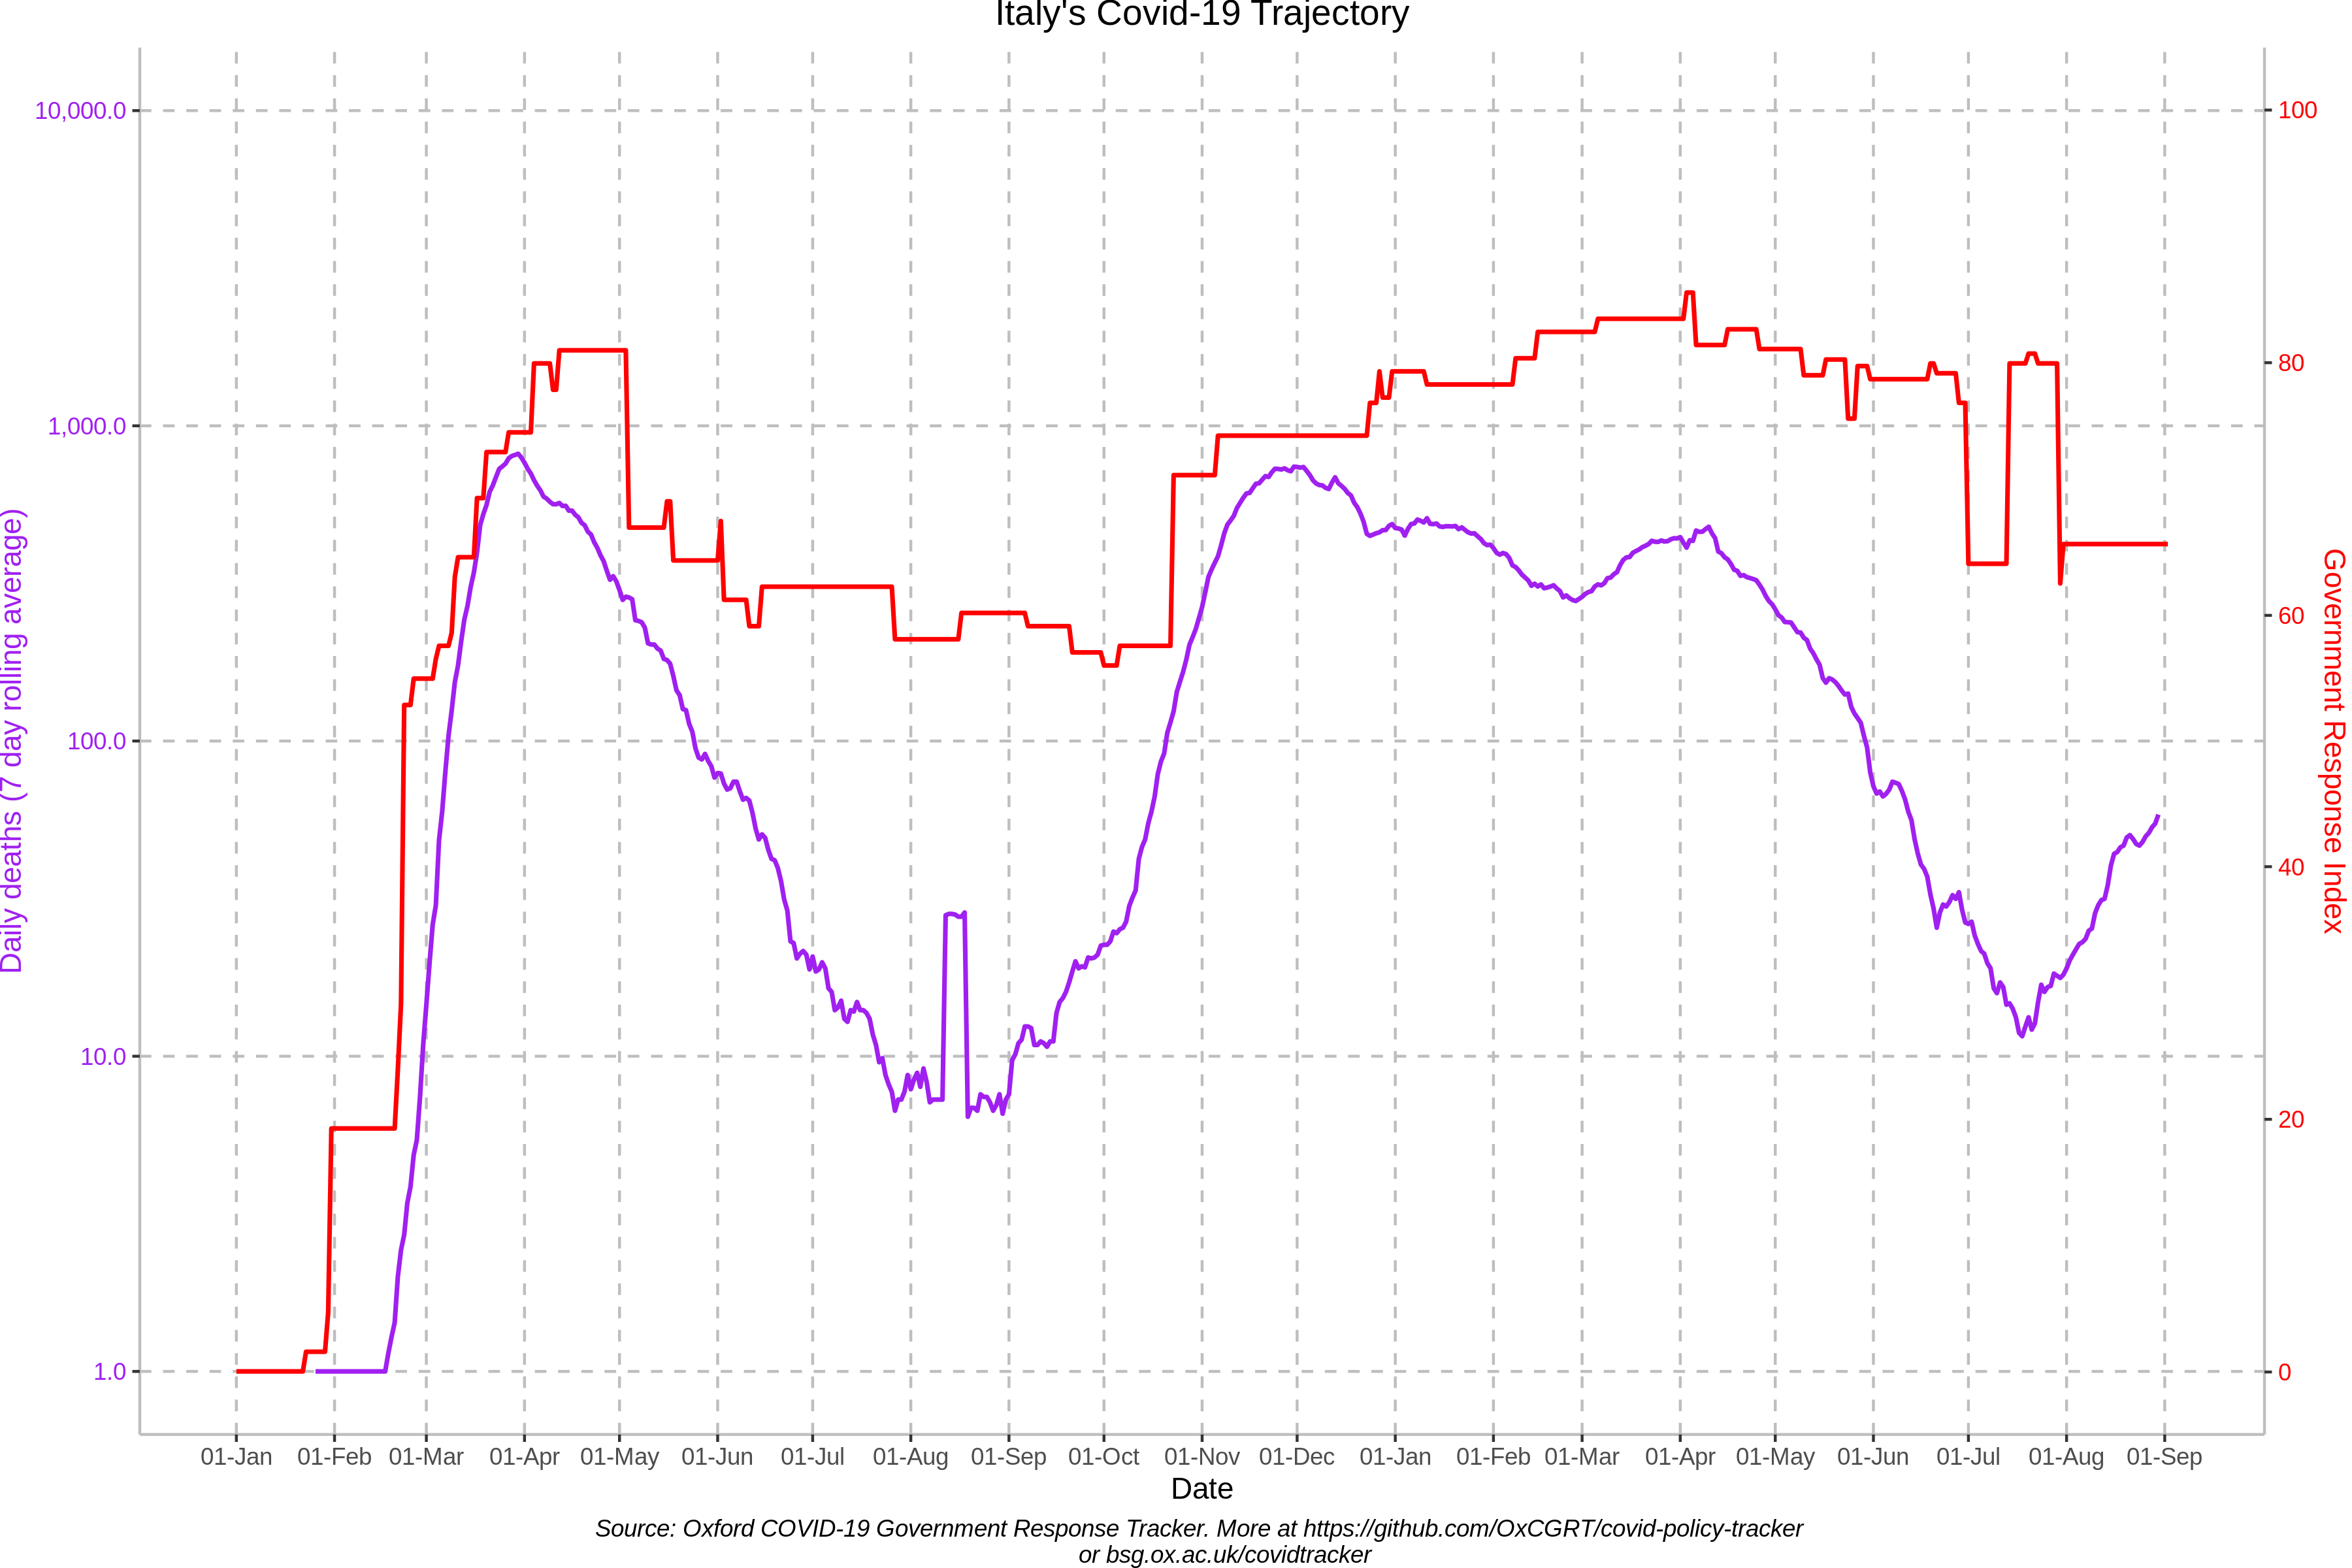 Italy's Covid-19 Trajectory
10,000.0
1,000.0
100.0
10.0
1.0
Daily deaths (7 day rolling average)
100
80
60
40
20
0
Government Response Index
01-Jan 01-Feb 01-Mar 01-Apr 01-May 01-Jun 01-Jul 01-Aug 01-Sep 01-Oct 01-Nov 01-Dec 01-Jan 01-Feb 01-Mar 01-Apr 01-May 01-Jun 01-Jul 01-Aug 01-Sep
Date
Source: Oxford COVID-19 Government Response Tracker. More at https://github.com/OxCGRT/covid-policy-tracker
or bsg.ox.ac.uk/covidtracker